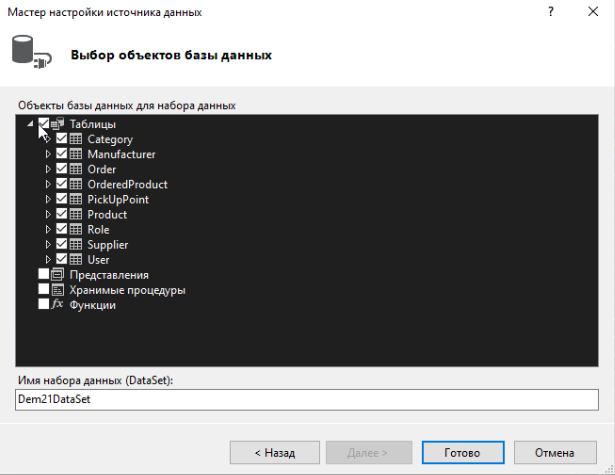 Мастер настройки источника данных
?
Выбор объектов базы данных
Объекты базы данных для набора данных
Таблицы
Category
Manufacturer
Order
OrderedProduct
PickUpPoint
Product
Role
Supplier
User
Представления
Хранимые процедуры
fx Функции
Имя набора данных (DataSet):
Dem21DataSet
< Назад Далее > Готово Отмена